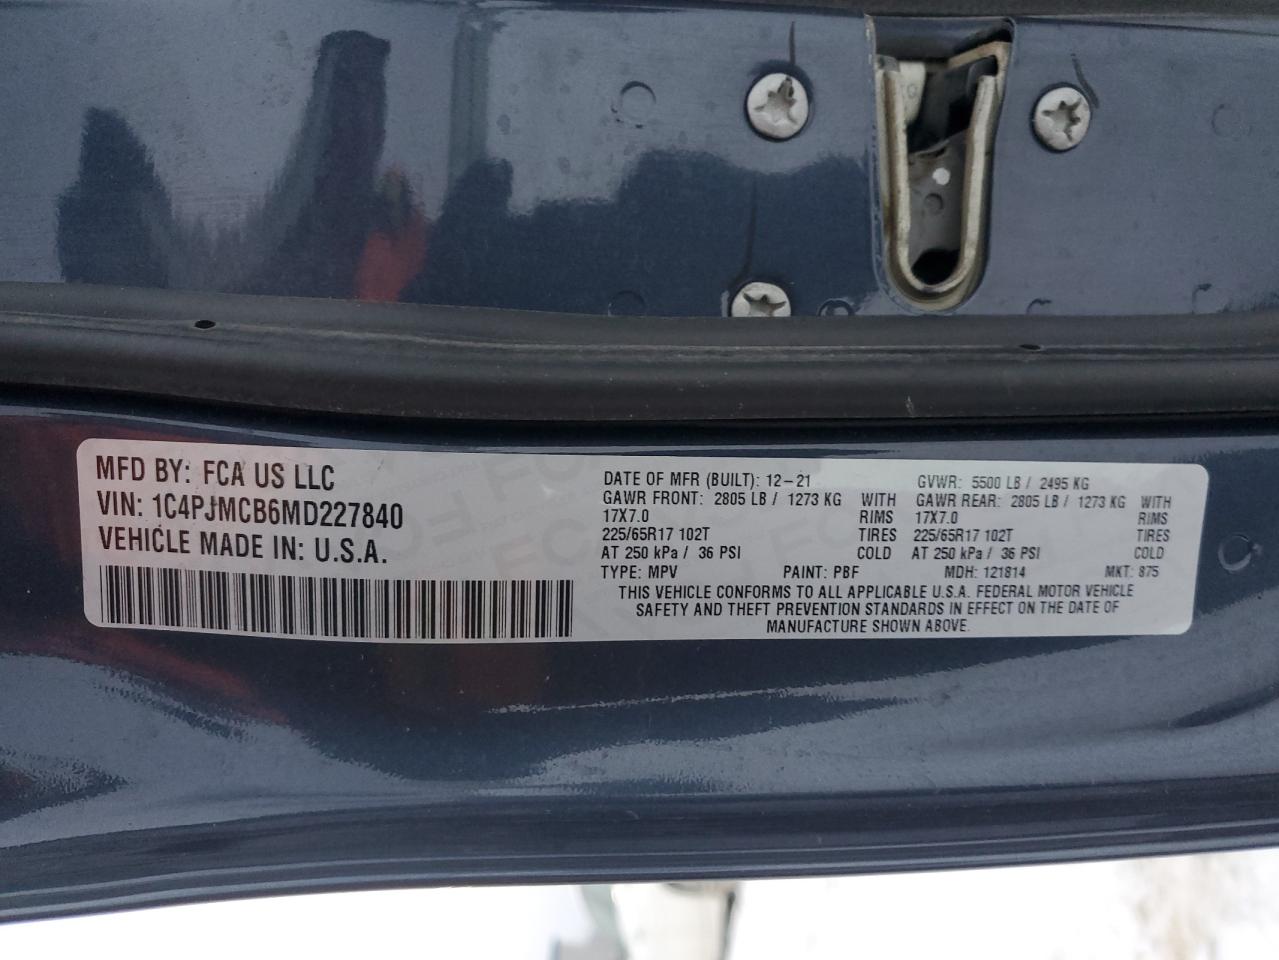 MFD BY: FCA US LLC
VIN: 1C4PJMCB6MD227840
VEHICLE MADE IN: U.S.A.
DATE OF MFR (BUILT): 12-21 GVWR: 5500 LB / 2495 KG
GAWR FRONT: 2805 LB / 1273 KG WITH GAWR REAR: 2805 LB / 1273 KG WITH
17X7.0 RIMS 17X7.0 RIMS
225/65R17 102T TIRES 225/65R17 102T TIRES
AT 250 kPa / 36 PSI COLD AT 250 kPa / 36 PSI COLD
TYPE: MPV PAINT: PBF MDH: 121814 MKT: 875
THIS VEHICLE CONFORMS TO ALL APPLICABLE U.S.A. FEDERAL MOTOR VEHICLE
SAFETY AND THEFT PREVENTION STANDARDS IN EFFECT ON THE DATE OF
MANUFACTURE SHOWN ABOVE.